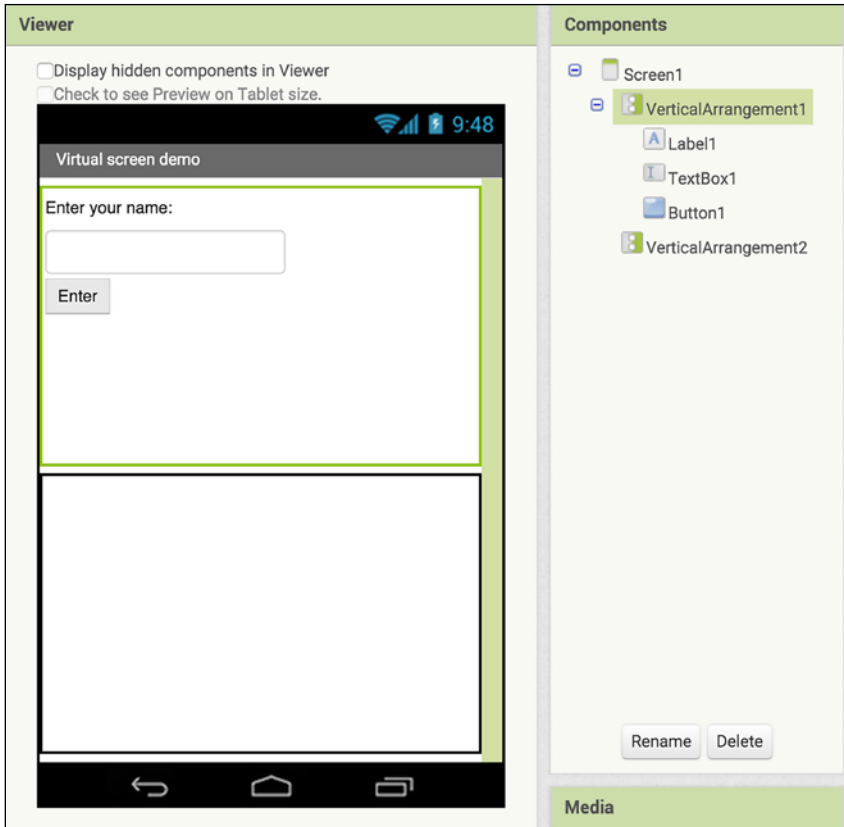 Viewer
Display hidden components in Viewer
Check to see Preview on Tablet size.
9:48
Virtual screen demo
Enter your name:
Enter
Components
Screen1
VerticalArrangement1
A Label1
I TextBox1
Button1
VerticalArrangement2
Rename Delete
Media